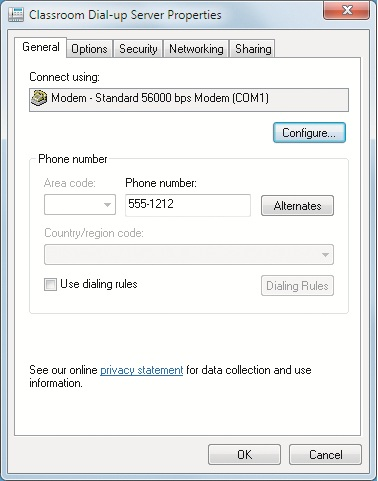 Classroom Dial-up Server Properties
General Options Security Networking Sharing
Connect using:
Modem - Standard 56000 bps Modem (COM1)
Configure...
Phone number
Area code: Phone number:
555-1212 Alternates
Country/region code:
Use dialing rules Dialing Rules
See our online privacy statement for data collection and use
information.
OK Cancel